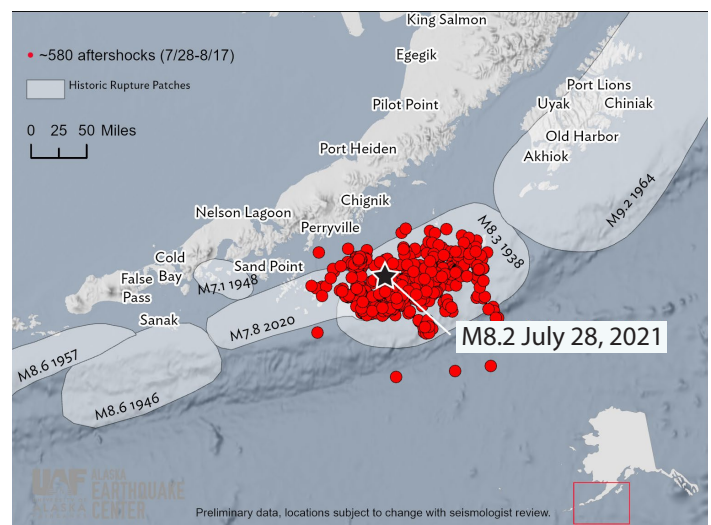 King Salmon
~580 aftershocks (7/28-8/17)
Egegik
Historic Rupture Patches
Port Lions
Pilot Point
Uyak
Chiniak
0 25 50 Miles
Old Harbor
Port Heiden
Akhiok
M9.2 1964
Chignik
Nelson Lagoon
Perryville
M8.3 1938
Cold
Bay
Sand Point
False
Pass
M7.1 1948
Sanak
M7.8 2020
M8.2 July 28, 2021
M8.6 1957
M8.6 1946
UAF ALASKA
EARTHQUAKE
CENTER
Preliminary data, locations subject to change with seismologist review.